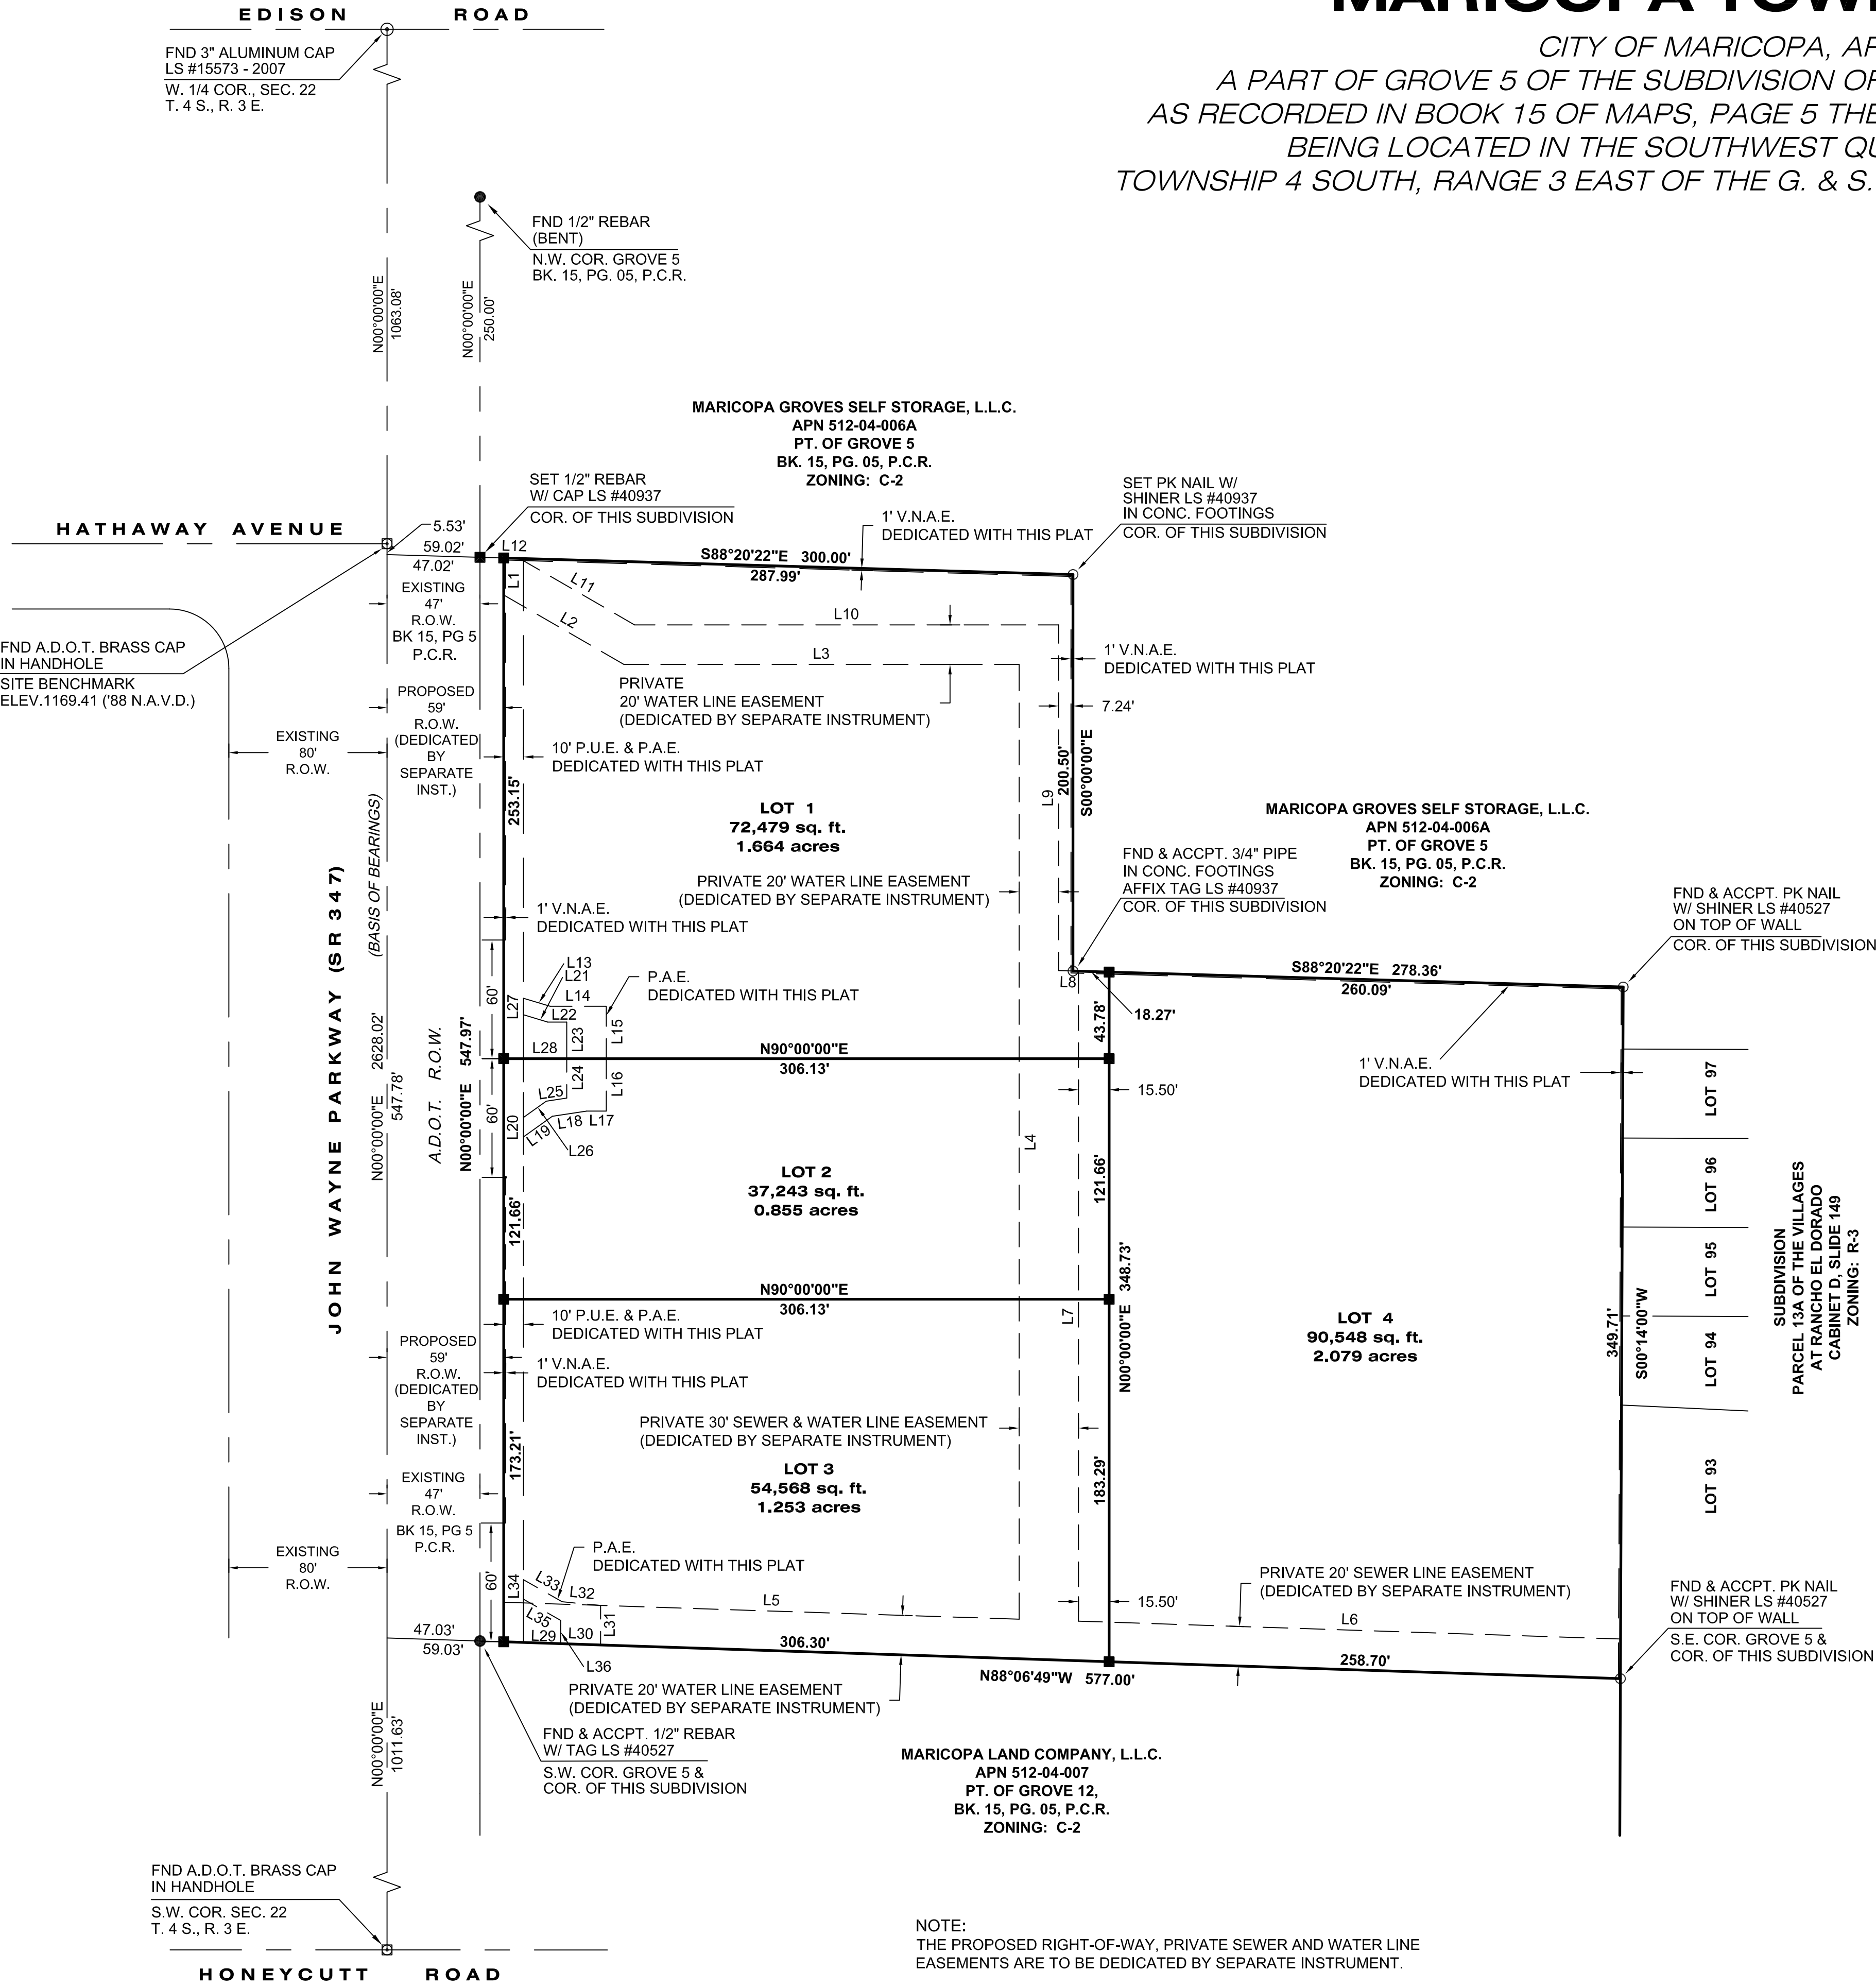 MARICOPA TOW
CITY OF MARICOPA, AR
A PART OF GROVE 5 OF THE SUBDIVISION OF
AS RECORDED IN BOOK 15 OF MAPS, PAGE 5 THE
BEING LOCATED IN THE SOUTHWEST QU
TOWNSHIP 4 SOUTH, RANGE 3 EAST OF THE G. & S.
EDISON ROAD
FND 3" ALUMINUM CAP
LS #15573 - 2007
W. 1/4 COR., SEC. 22
T. 4 S., R. 3 E.
FND 1/2" REBAR
(BENT)
N.W. COR. GROVE 5
BK. 15, PG. 05, P.C.R.
N00°00'00"E
1063.08'
N00°00'00"E
250.00'
MARICOPA GROVES SELF STORAGE, L.L.C.
APN 512-04-006A
PT. OF GROVE 5
BK. 15, PG. 05, P.C.R.
ZONING: C-2
SET 1/2" REBAR
W/ CAP LS #40937
COR. OF THIS SUBDIVISION
SET PK NAIL W/
SHINER LS #40937
IN CONC. FOOTINGS
COR. OF THIS SUBDIVISION
1' V.N.A.E.
DEDICATED WITH THIS PLAT
HATHAWAY AVENUE
5.53'
59.02'
47.02'
L12
S88°20'22"E 300.00'
287.99'
L1
L11
L2
L10
L3
EXISTING
47'
R.O.W.
BK 15, PG 5
P.C.R.
FND A.D.O.T. BRASS CAP
IN HANDHOLE
SITE BENCHMARK
ELEV.1169.41 ('88 N.A.V.D.)
1' V.N.A.E.
DEDICATED WITH THIS PLAT
PRIVATE
20' WATER LINE EASEMENT
(DEDICATED BY SEPARATE INSTRUMENT)
7.24'
PROPOSED
59'
R.O.W.
(DEDICATED
BY
SEPARATE
INST.)
EXISTING
80'
R.O.W.
10' P.U.E. & P.A.E.
DEDICATED WITH THIS PLAT
253.15'
L9
200.50'
S00°00'00"E
LOT 1
72,479 sq. ft.
1.664 acres
MARICOPA GROVES SELF STORAGE, L.L.C.
APN 512-04-006A
PT. OF GROVE 5
BK. 15, PG. 05, P.C.R.
ZONING: C-2
FND & ACCPT. 3/4" PIPE
IN CONC. FOOTINGS
AFFIX TAG LS #40937
COR. OF THIS SUBDIVISION
PRIVATE 20' WATER LINE EASEMENT
(DEDICATED BY SEPARATE INSTRUMENT)
FND & ACCPT. PK NAIL
W/ SHINER LS #40527
ON TOP OF WALL
COR. OF THIS SUBDIVISION
1' V.N.A.E.
DEDICATED WITH THIS PLAT
JOHN WAYNE PARKWAY (SR 347)
(BASIS OF BEARINGS)
N00°00'00"E 2628.02'
547.78'
A.D.O.T. R.O.W.
N00°00'00"E 547.97'
60'
60'
L13
L21
L14
L22
P.A.E.
DEDICATED WITH THIS PLAT
L27
L23
L15
L28
L8
S88°20'22"E 278.36'
260.09'
43.78'
18.27'
N90°00'00"E
306.13'
L24
L16
L25
L20
L19
L18
L17
L26
15.50'
1' V.N.A.E.
DEDICATED WITH THIS PLAT
LOT 97
LOT 96
LOT 95
LOT 94
LOT 93
L4
LOT 2
37,243 sq. ft.
0.855 acres
121.66'
121.66'
N00°00'00"E 348.73'
L7
N90°00'00"E
306.13'
10' P.U.E. & P.A.E.
DEDICATED WITH THIS PLAT
1' V.N.A.E.
DEDICATED WITH THIS PLAT
LOT 4
90,548 sq. ft.
2.079 acres
349.71'
S00°14'00"W
SUBDIVISION
PARCEL 13A OF THE VILLAGES
AT RANCHO EL DORADO
CABINET D, SLIDE 149
ZONING: R-3
PROPOSED
59'
R.O.W.
(DEDICATED
BY
SEPARATE
INST.)
PRIVATE 30' SEWER & WATER LINE EASEMENT
(DEDICATED BY SEPARATE INSTRUMENT)
173.21'
LOT 3
54,568 sq. ft.
1.253 acres
183.29'
EXISTING
47'
R.O.W.
BK 15, PG 5
P.C.R.
EXISTING
80'
R.O.W.
60'
P.A.E.
DEDICATED WITH THIS PLAT
L34
L33
L32
L35
L29
L30
L31
L36
L5
15.50'
PRIVATE 20' SEWER LINE EASEMENT
(DEDICATED BY SEPARATE INSTRUMENT)
L6
FND & ACCPT. PK NAIL
W/ SHINER LS #40527
ON TOP OF WALL
S.E. COR. GROVE 5 &
COR. OF THIS SUBDIVISION
47.03'
59.03'
306.30'
258.70'
N88°06'49"W 577.00'
PRIVATE 20' WATER LINE EASEMENT
(DEDICATED BY SEPARATE INSTRUMENT)
FND & ACCPT. 1/2" REBAR
W/ TAG LS #40527
S.W. COR. GROVE 5 &
COR. OF THIS SUBDIVISION
N00°00'00"E
1011.63'
MARICOPA LAND COMPANY, L.L.C.
APN 512-04-007
PT. OF GROVE 12,
BK. 15, PG. 05, P.C.R.
ZONING: C-2
FND A.D.O.T. BRASS CAP
IN HANDHOLE
S.W. COR. SEC. 22
T. 4 S., R. 3 E.
HONEYCUTT ROAD
NOTE:
THE PROPOSED RIGHT-OF-WAY, PRIVATE SEWER AND WATER LINE
EASEMENTS ARE TO BE DEDICATED BY SEPARATE INSTRUMENT.